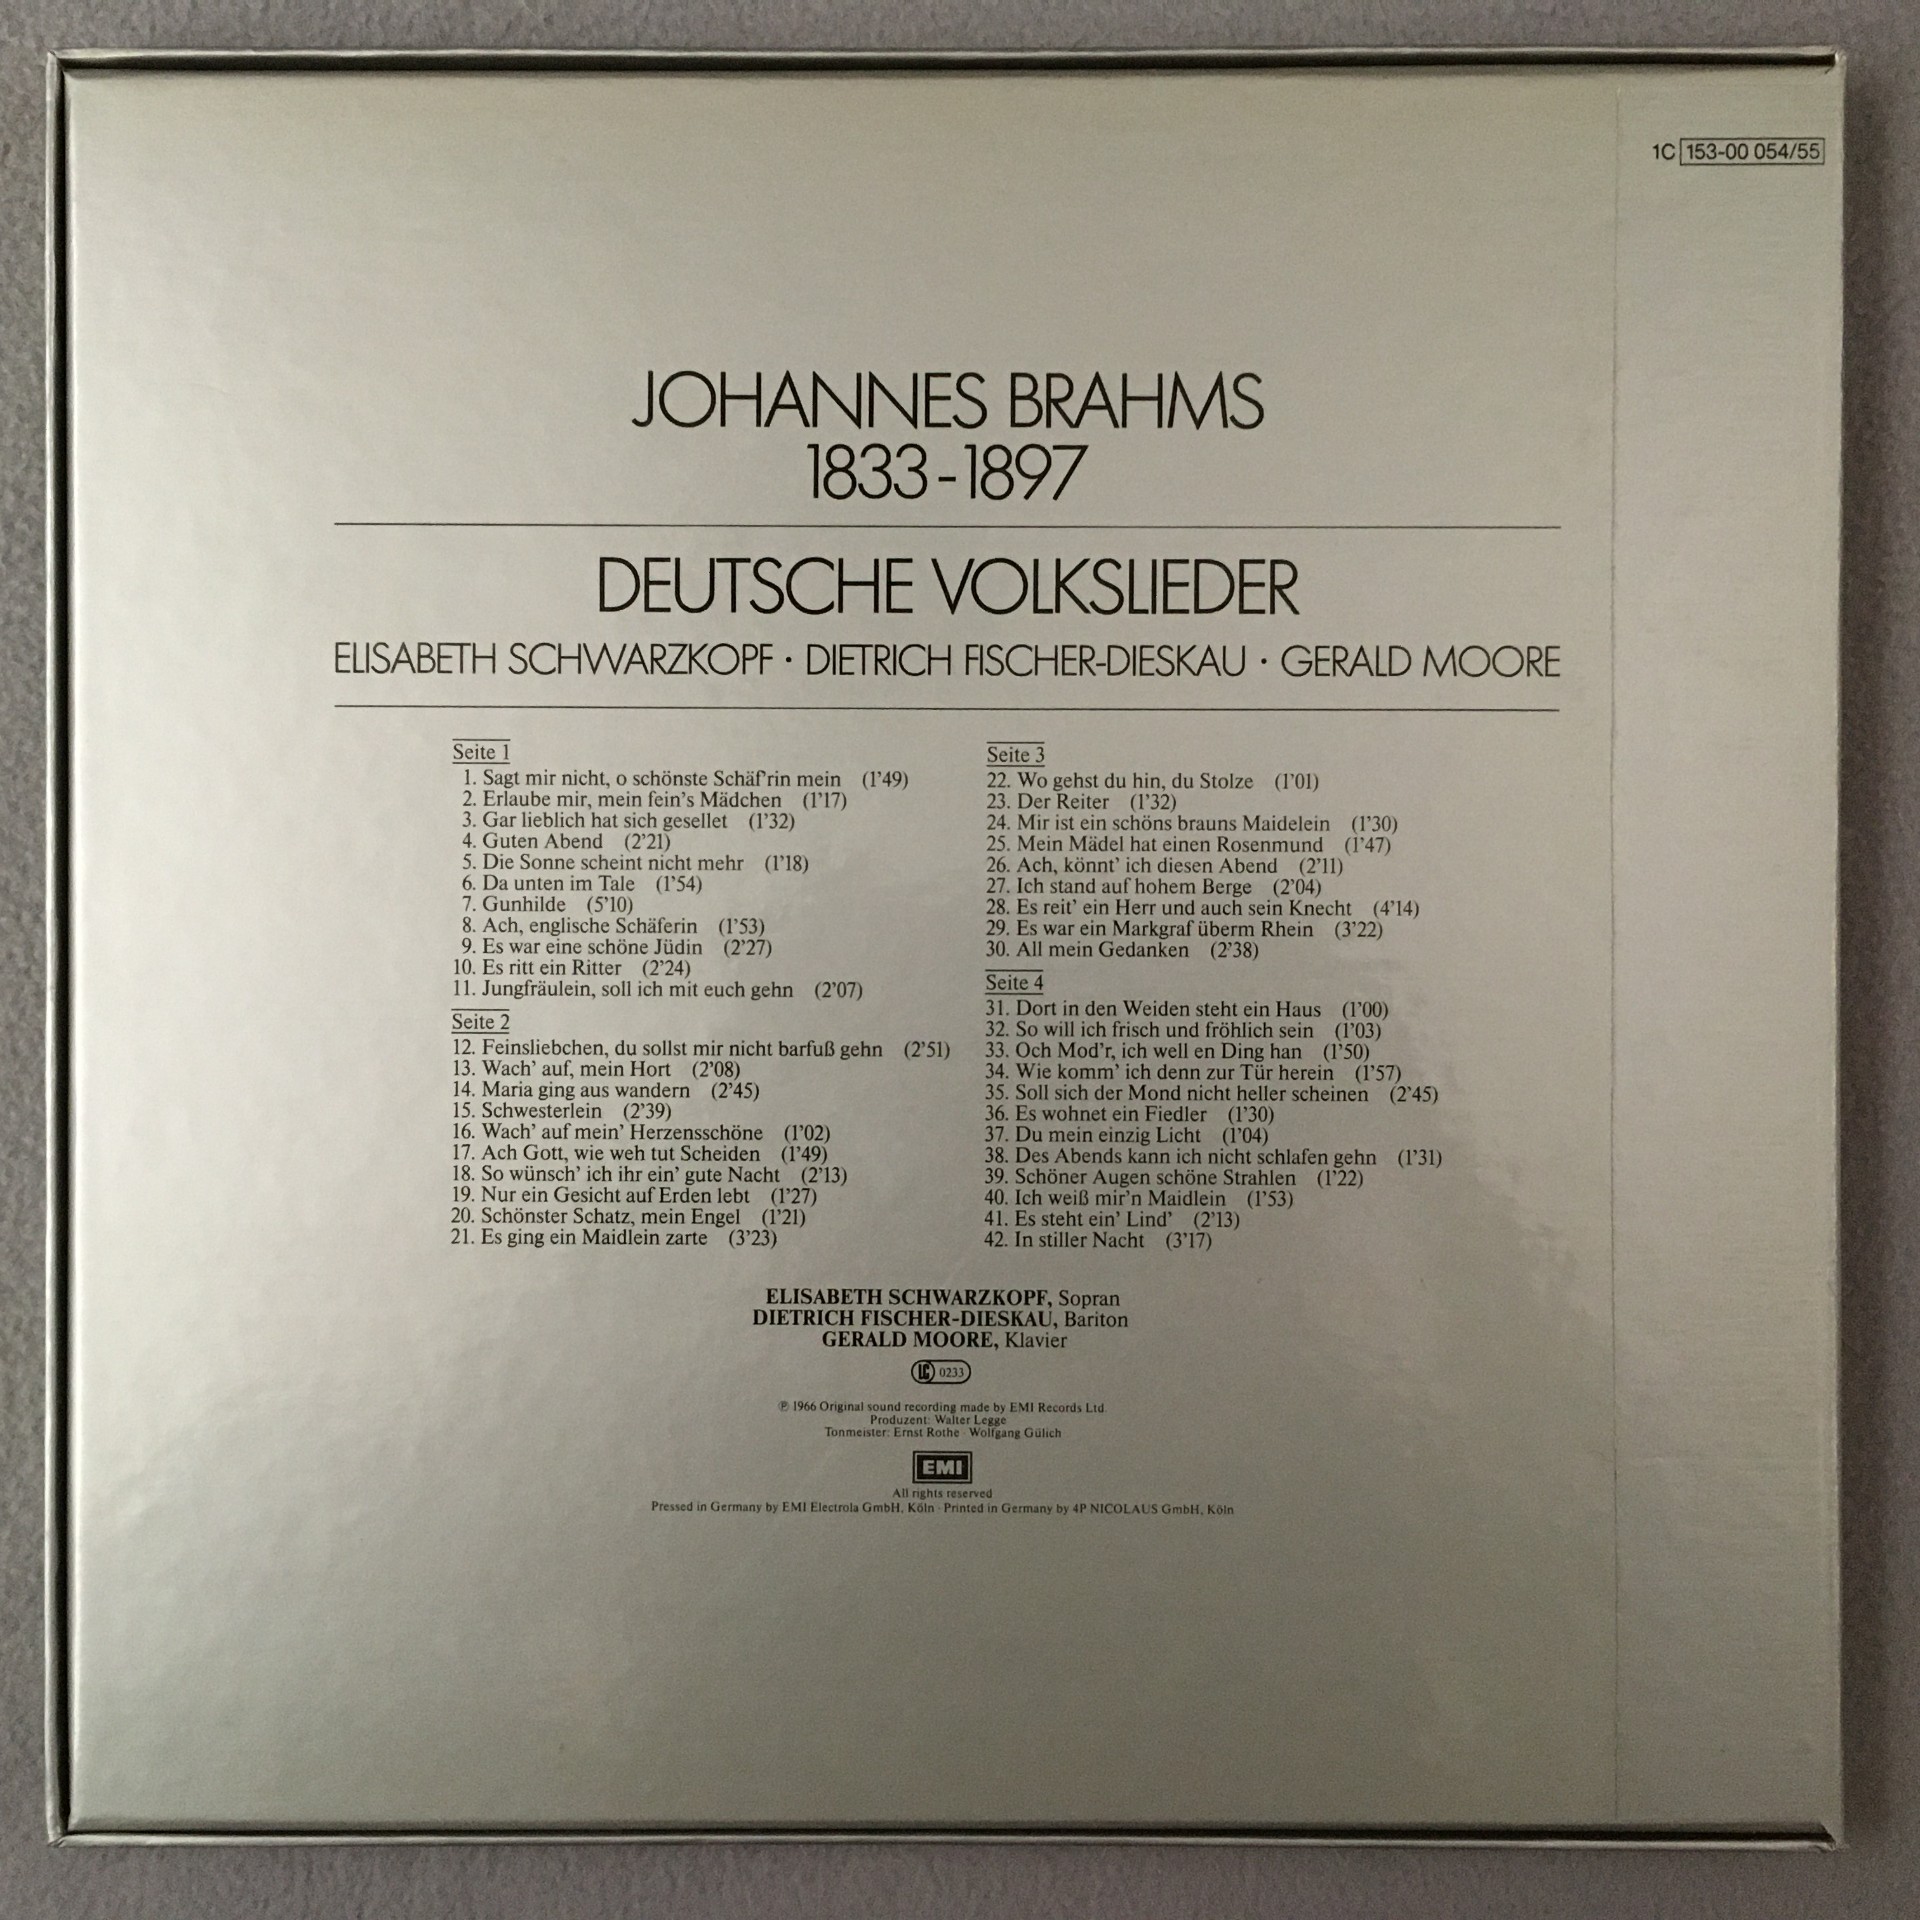 1C 153-00 054/55
JOHANNES BRAHMS
1833-1897
DEUTSCHE VOLKSLIEDER
ELISABETH SCHWARZKOPF · DIETRICH FISCHER-DIESKAU · GERALD MOORE
Seite 1
1. Sagt mir nicht, o schönste Schäf'rin mein (1'49)
2. Erlaube mir, mein fein's Mädchen (1'17)
3. Gar lieblich hat sich gesellet (1'32)
4. Guten Abend (2'21)
5. Die Sonne scheint nicht mehr (1'18)
6. Da unten im Tale (1'54)
7. Gunhilde (5'10)
8. Ach, englische Schäferin (1'53)
9. Es war eine schöne Jüdin (2'27)
10. Es ritt ein Ritter (2'24)
11. Jungfräulein, soll ich mit euch gehn (2'07)
Seite 2
12. Feinsliebchen, du sollst mir nicht barfuß gehn (2'51)
13. Wach' auf, mein Hort (2'08)
14. Maria ging aus wandern (2'45)
15. Schwesterlein (2'39)
16. Wach' auf mein' Herzensschöne (1'02)
17. Ach Gott, wie weh tut Scheiden (1'49)
18. So wünsch' ich ihr ein' gute Nacht (2'13)
19. Nur ein Gesicht auf Erden lebt (1'27)
20. Schönster Schatz, mein Engel (1'21)
21. Es ging ein Maidlein zarte (3'23)
Seite 3
22. Wo gehst du hin, du Stolze (1'01)
23. Der Reiter (1'32)
24. Mir ist ein schöns brauns Maidelein (1'30)
25. Mein Mädel hat einen Rosenmund (1'47)
26. Ach, könnt' ich diesen Abend (2'11)
27. Ich stand auf hohem Berge (2'04)
28. Es reit' ein Herr und auch sein Knecht (4'14)
29. Es war ein Markgraf überm Rhein (3'22)
30. All mein Gedanken (2'38)
Seite 4
31. Dort in den Weiden steht ein Haus (1'00)
32. So will ich frisch und fröhlich sein (1'03)
33. Och Mod'r, ich well en Ding han (1'50)
34. Wie komm' ich denn zur Tür herein (1'57)
35. Soll sich der Mond nicht heller scheinen (2'45)
36. Es wohnet ein Fiedler (1'30)
37. Du mein einzig Licht (1'04)
38. Des Abends kann ich nicht schlafen gehn (1'31)
39. Schöner Augen schöne Strahlen (1'22)
40. Ich weiß mir'n Maidlein (1'53)
41. Es steht ein' Lind' (2'13)
42. In stiller Nacht (3'17)
ELISABETH SCHWARZKOPF, Sopran
DIETRICH FISCHER-DIESKAU, Bariton
GERALD MOORE, Klavier
LC 0233
℗ 1966 Original sound recording made by EMI Records Ltd.
Produzent: Walter Legge
Tonmeister: Ernst Rothe · Wolfgang Gülich
EMI
All rights reserved
Pressed in Germany by EMI Electrola GmbH, Köln · Printed in Germany by 4P NICOLAUS GmbH, Köln